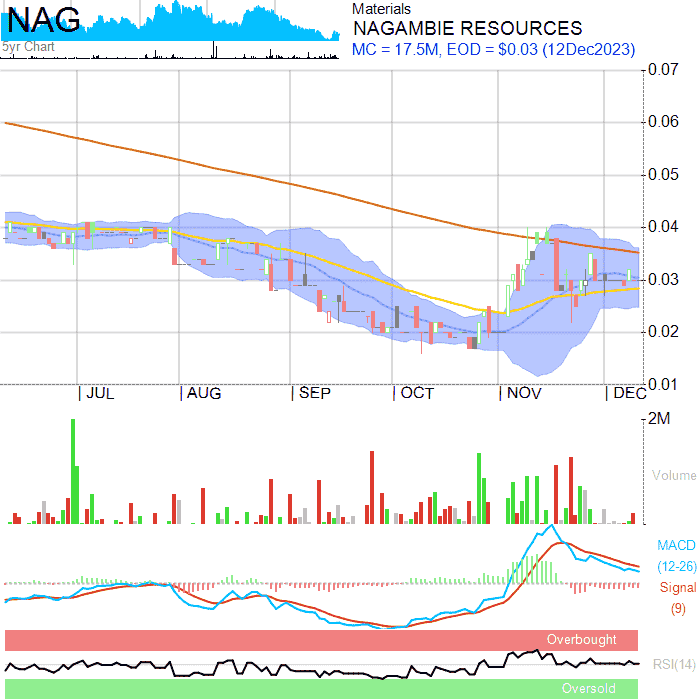 NAG
5yr Chart
Materials
NAGAMBIE RESOURCES
MC = 17.5M, EOD = $0.03 (12Dec2023)
0.07
0.06
0.05
0.04
0.03
0.02
0.01
JUL AUG SEP OCT NOV DEC
2M
Volume
MACD
(12-26)
Signal
(9)
Overbought
RSI(14)
Oversold